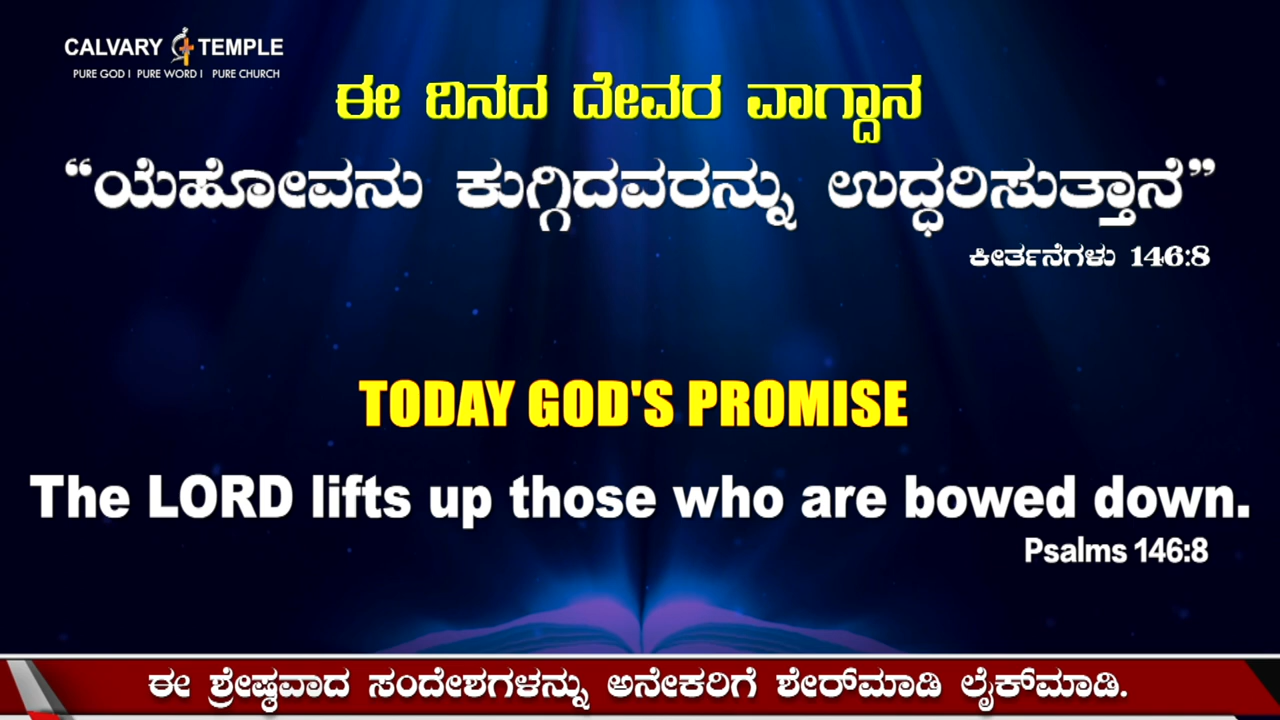 CALVARY TEMPLE
PURE GOD I PURE WORD I PURE CHURCH
ಈ ದಿನದ ದೇವರ ವಾಗ್ದಾನ
“ಯೆಹೋವನು ಕುಗ್ಗಿದವರನ್ನು ಉದ್ಧರಿಸುತ್ತಾನೆ”
ಕೀರ್ತನೆಗಳು 146:8
TODAY GOD'S PROMISE
The LORD lifts up those who are bowed down.
Psalms 146:8
ಈ ಶ್ರೇಷ್ಠವಾದ ಸಂದೇಶಗಳನ್ನು ಅನೇಕರಿಗೆ ಶೇರ್‌ಮಾಡಿ ಲೈಕ್‌ಮಾಡಿ.